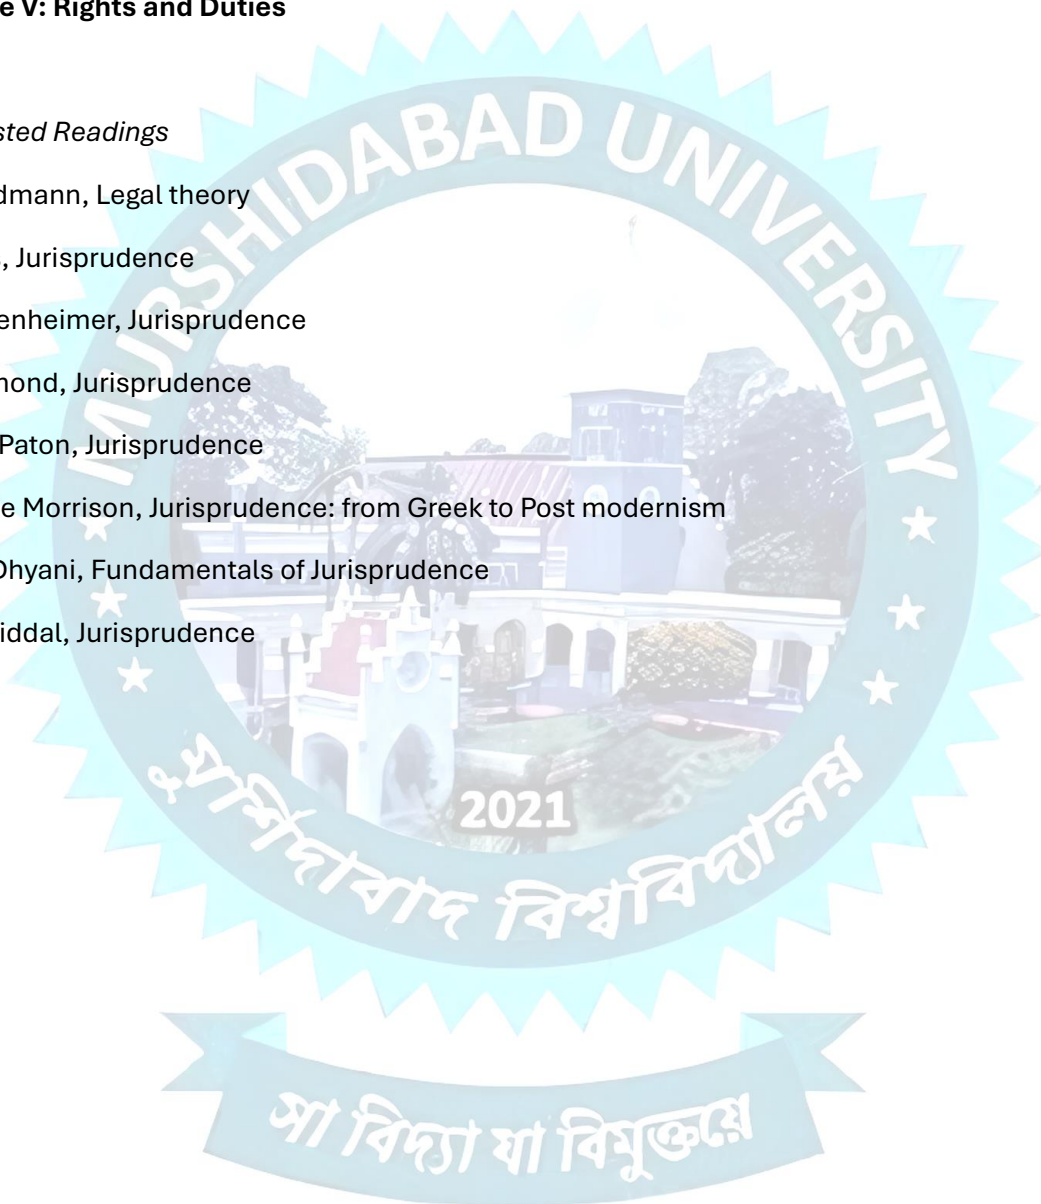 e V: Rights and Duties
sted Readings
dmann, Legal theory
, Jurisprudence
enheimer, Jurisprudence
mond, Jurisprudence
Paton, Jurisprudence
e Morrison, Jurisprudence: from Greek to Post modernism
Dhyani, Fundamentals of Jurisprudence
iddal, Jurisprudence
MURSHIDABAD UNIVERSITY
2021
মুর্শিদাবাদ বিশ্ববিদ্যালয়
সা বিদ্যা যা বিমুক্তয়ে